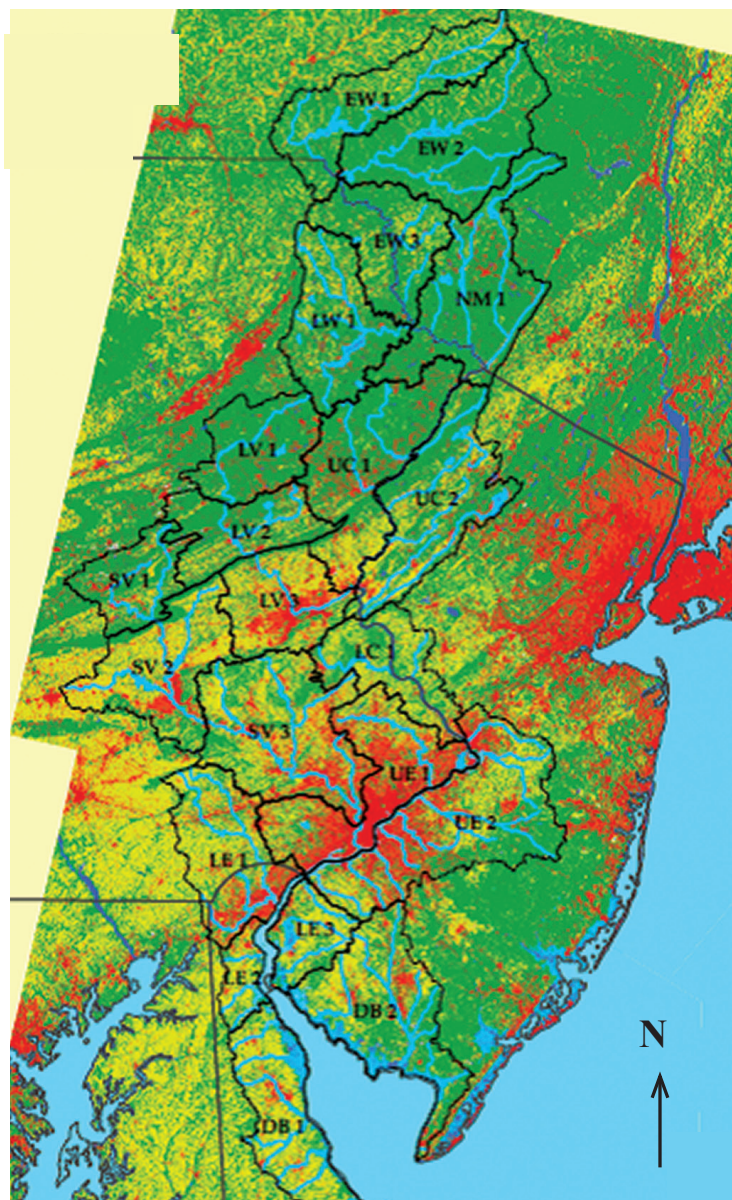 EW 1
EW 2
EW 3
NM 1
LW 1
LV 1
UC 1
UC 2
LV 2
SV 1
LV 3
LC 1
SV 2
SV 3
UE 1
UE 2
LE 1
LE 3
LE 2
DB 2
N
DB 1